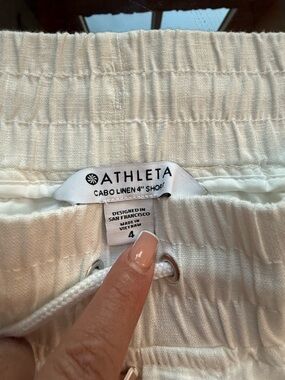 ATHLETA
CABO LINEN 4" SHORT
DESIGNED IN
SAN FRANCISCO
MADE IN
VIETNAM
4